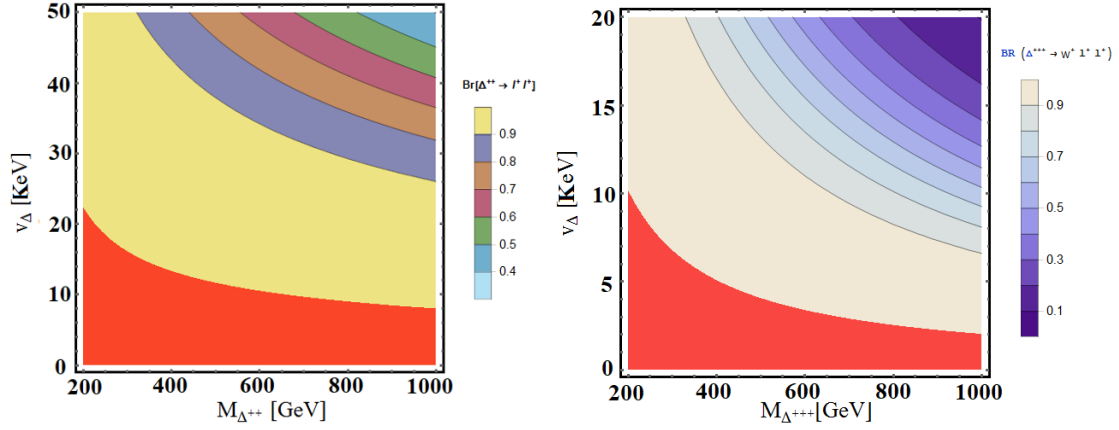 50
40
30
20
10
0
v_Δ [KeV]
200 400 600 800 1000
M_Δ⁺⁺ [GeV]
Br[Δ⁺⁺ → l⁺ l⁺]
0.9
0.8
0.7
0.6
0.5
0.4
20
15
10
5
0
v_Δ [KeV]
200 400 600 800 1000
M_Δ⁺⁺⁺[GeV]
BR (Δ⁺⁺⁺ → W⁺ l⁺ l⁺)
0.9
0.7
0.5
0.3
0.1